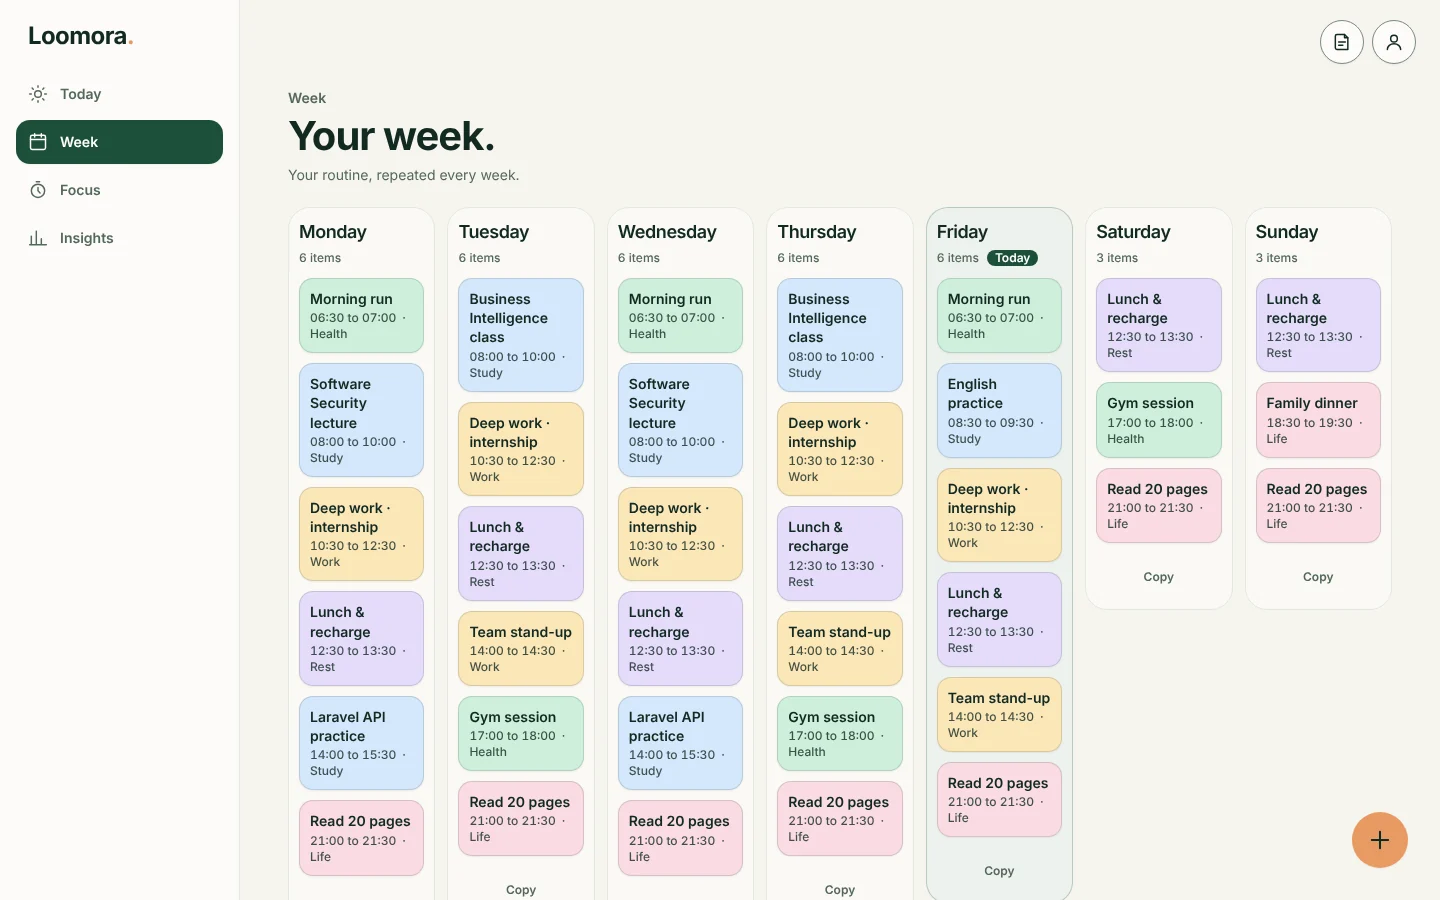 Loomora.
Today
Week
Focus
Insights
Week
Your week.
Your routine, repeated every week.
Monday
6 items
Morning run
06:30 to 07:00 ·
Health
Software
Security
lecture
08:00 to 10:00 ·
Study
Deep work ·
internship
10:30 to 12:30 ·
Work
Lunch &
recharge
12:30 to 13:30 ·
Rest
Laravel API
practice
14:00 to 15:30 ·
Study
Read 20 pages
21:00 to 21:30 ·
Life
Tuesday
6 items
Business
Intelligence
class
08:00 to 10:00 ·
Study
Deep work ·
internship
10:30 to 12:30 ·
Work
Lunch &
recharge
12:30 to 13:30 ·
Rest
Team stand-up
14:00 to 14:30 ·
Work
Gym session
17:00 to 18:00 ·
Health
Read 20 pages
21:00 to 21:30 ·
Life
Copy
Wednesday
6 items
Morning run
06:30 to 07:00 ·
Health
Software
Security
lecture
08:00 to 10:00 ·
Study
Deep work ·
internship
10:30 to 12:30 ·
Work
Lunch &
recharge
12:30 to 13:30 ·
Rest
Laravel API
practice
14:00 to 15:30 ·
Study
Read 20 pages
21:00 to 21:30 ·
Life
Thursday
6 items
Business
Intelligence
class
08:00 to 10:00 ·
Study
Deep work ·
internship
10:30 to 12:30 ·
Work
Lunch &
recharge
12:30 to 13:30 ·
Rest
Team stand-up
14:00 to 14:30 ·
Work
Gym session
17:00 to 18:00 ·
Health
Read 20 pages
21:00 to 21:30 ·
Life
Copy
Friday
6 items Today
Morning run
06:30 to 07:00 ·
Health
English
practice
08:30 to 09:30 ·
Study
Deep work ·
internship
10:30 to 12:30 ·
Work
Lunch &
recharge
12:30 to 13:30 ·
Rest
Team stand-up
14:00 to 14:30 ·
Work
Read 20 pages
21:00 to 21:30 ·
Life
Copy
Saturday
3 items
Lunch &
recharge
12:30 to 13:30 ·
Rest
Gym session
17:00 to 18:00 ·
Health
Read 20 pages
21:00 to 21:30 ·
Life
Copy
Sunday
3 items
Lunch &
recharge
12:30 to 13:30 ·
Rest
Family dinner
18:30 to 19:30 ·
Life
Read 20 pages
21:00 to 21:30 ·
Life
Copy